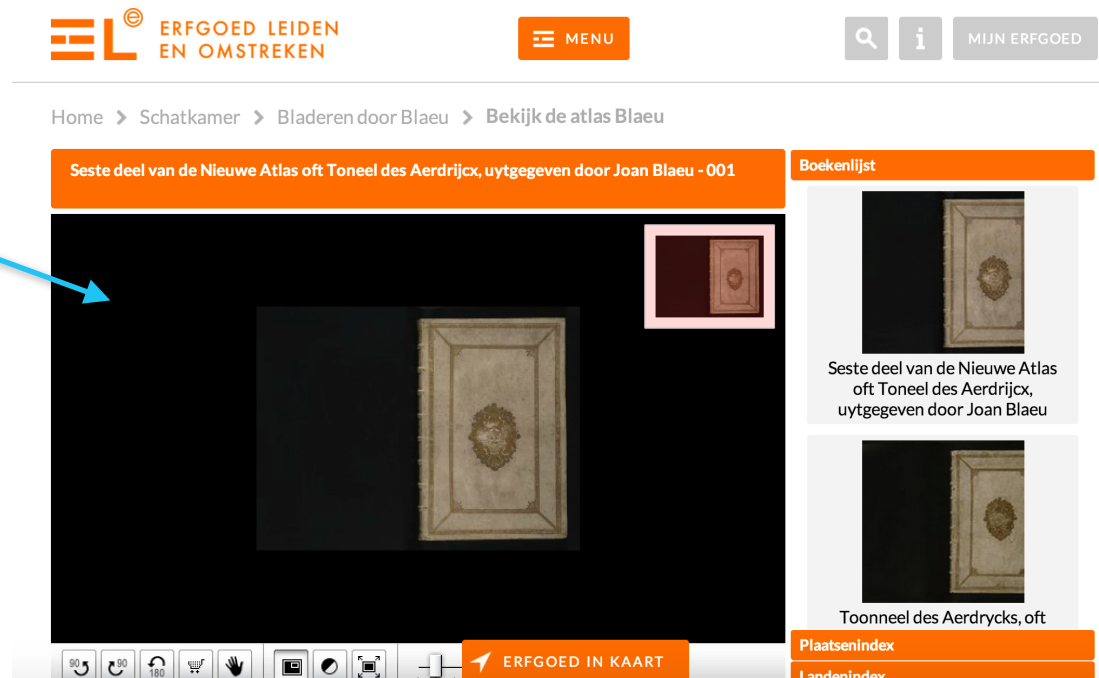 ERFGOED LEIDEN
EN OMSTREKEN
MENU
MIJN ERFGOED
Home > Schatkamer > Bladeren door Blaeu > Bekijk de atlas Blaeu
Seste deel van de Nieuwe Atlas oft Toneel des Aerdrijcx, uytgegeven door Joan Blaeu - 001
Boekenlijst
Seste deel van de Nieuwe Atlas
oft Toneel des Aerdrijcx,
uytgegeven door Joan Blaeu
Toonneel des Aerdrycks, oft
Plaatsenindex
Landenindex
90
90
180
ERFGOED IN KAART